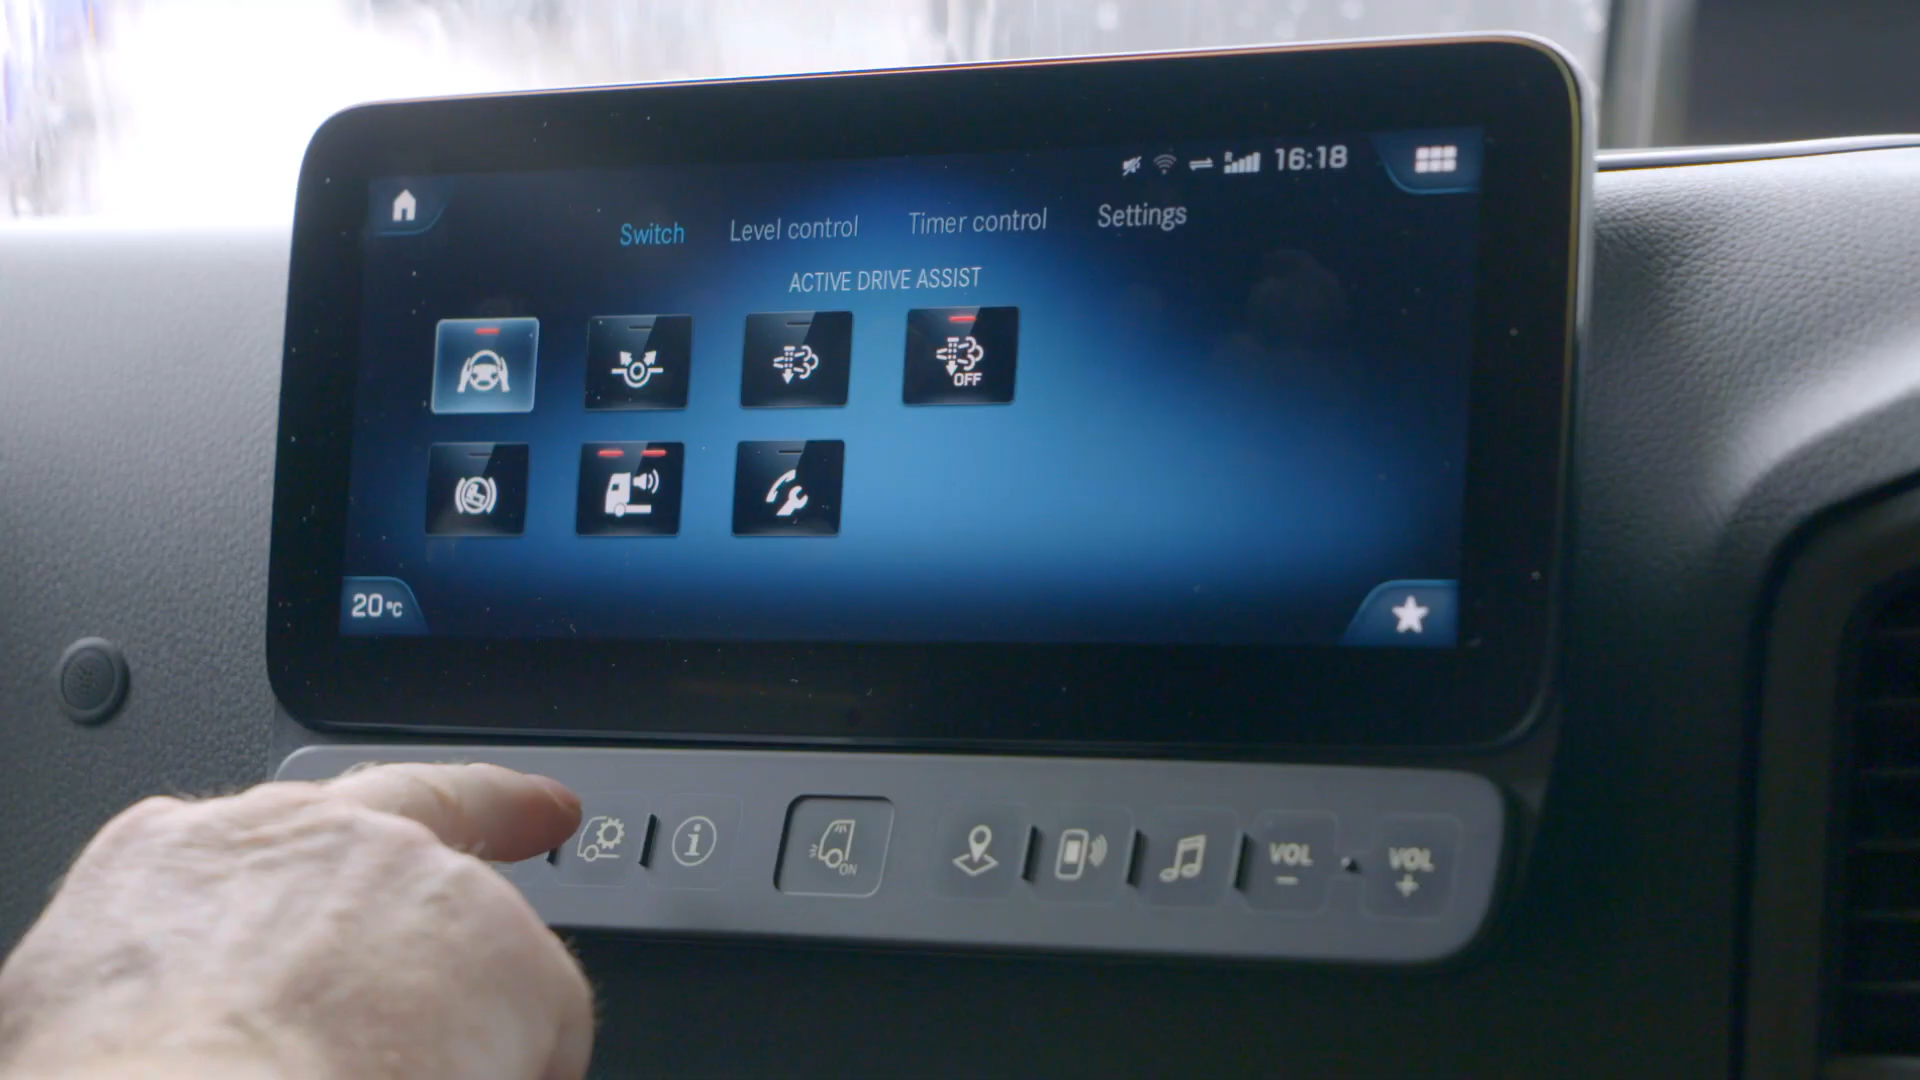 16:18
Switch Level control Timer control Settings
ACTIVE DRIVE ASSIST
OFF
20°C
ON
VOL
−
VOL
+